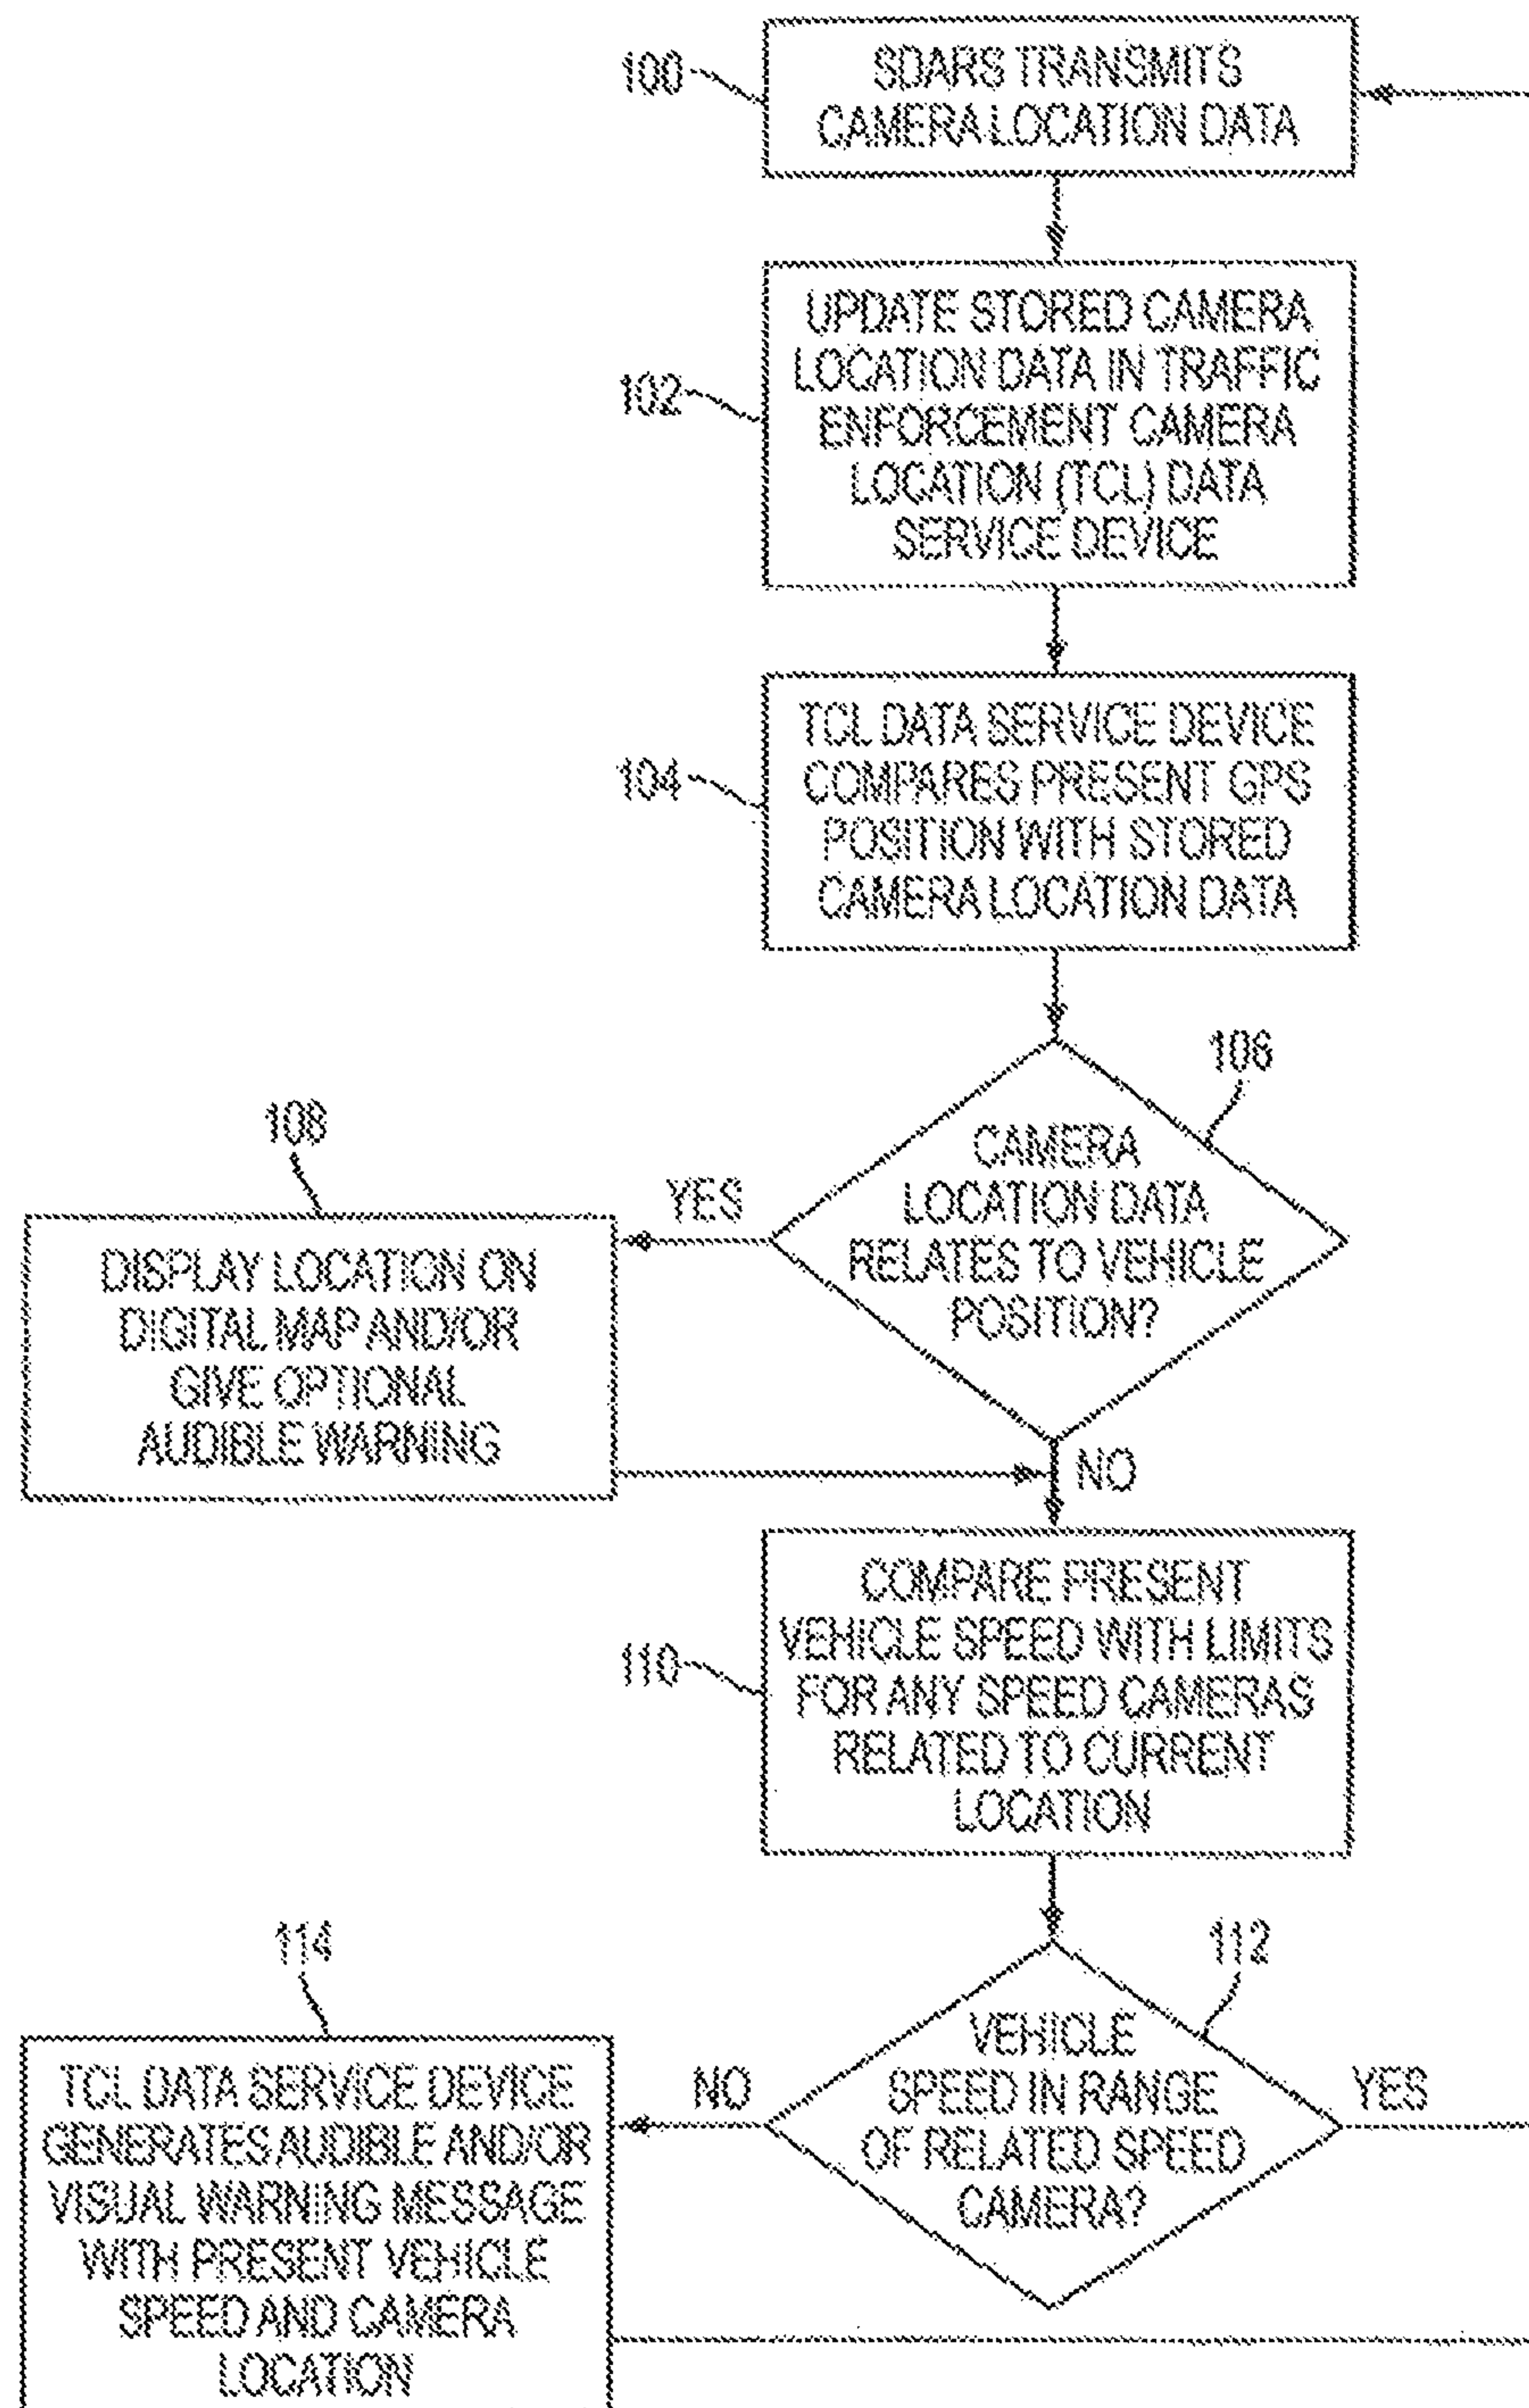 100
SDARS TRANSMITS
CAMERA LOCATION DATA
102
UPDATE STORED CAMERA
LOCATION DATA IN TRAFFIC
ENFORCEMENT CAMERA
LOCATION (TCL) DATA
SERVICE DEVICE
104
TCL DATA SERVICE DEVICE
COMPARES PRESENT GPS
POSITION WITH STORED
CAMERA LOCATION DATA
106
CAMERA
LOCATION DATA
RELATES TO VEHICLE
POSITION?
YES
108
DISPLAY LOCATION ON
DIGITAL MAP AND/OR
GIVE OPTIONAL
AUDIBLE WARNING
NO
110
COMPARE PRESENT
VEHICLE SPEED WITH LIMITS
FOR ANY SPEED CAMERAS
RELATED TO CURRENT
LOCATION
112
VEHICLE
SPEED IN RANGE
OF RELATED SPEED
CAMERA?
NO
YES
114
TCL DATA SERVICE DEVICE
GENERATES AUDIBLE AND/OR
VISUAL WARNING MESSAGE
WITH PRESENT VEHICLE
SPEED AND CAMERA
LOCATION